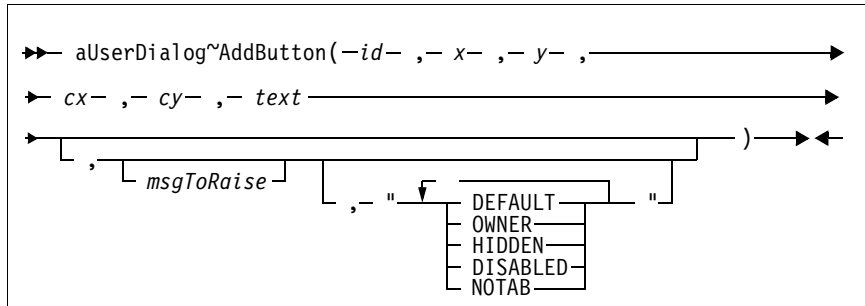 aUserDialog~AddButton( id , x , y ,
cx , cy , text
)
,
msgToRaise
, " DEFAULT "
OWNER
HIDDEN
DISABLED
NOTAB